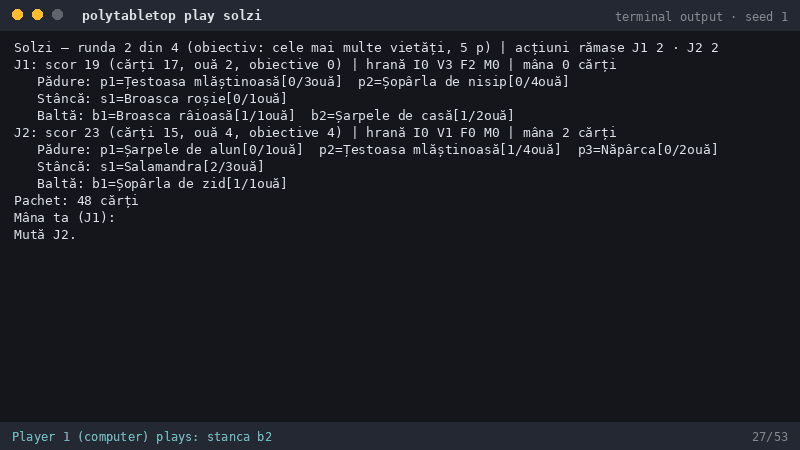 polytabletop play solzi
terminal output · seed 1
Solzi — runda 2 din 4 (obiectiv: cele mai multe vietăți, 5 p) | acțiuni rămase J1 2 · J2 2
J1: scor 19 (cărți 17, ouă 2, obiective 0) | hrană I0 V3 F2 M0 | mâna 0 cărți
Pădure: p1=Țestoasa mlăștinoasă[0/3ouă]  p2=Șopârla de nisip[0/4ouă]
Stâncă: s1=Broasca roșie[0/1ouă]
Baltă: b1=Broasca râioasă[1/1ouă]  b2=Șarpele de casă[1/2ouă]
J2: scor 23 (cărți 15, ouă 4, obiective 4) | hrană I0 V1 F0 M0 | mâna 2 cărți
Pădure: p1=Șarpele de alun[0/1ouă]  p2=Țestoasa mlăștinoasă[1/4ouă]  p3=Năpârca[0/2ouă]
Stâncă: s1=Salamandra[2/3ouă]
Baltă: b1=Șopârla de zid[1/1ouă]
Pachet: 48 cărți
Mâna ta (J1):
Mută J2.
Player 1 (computer) plays: stanca b2
27/53